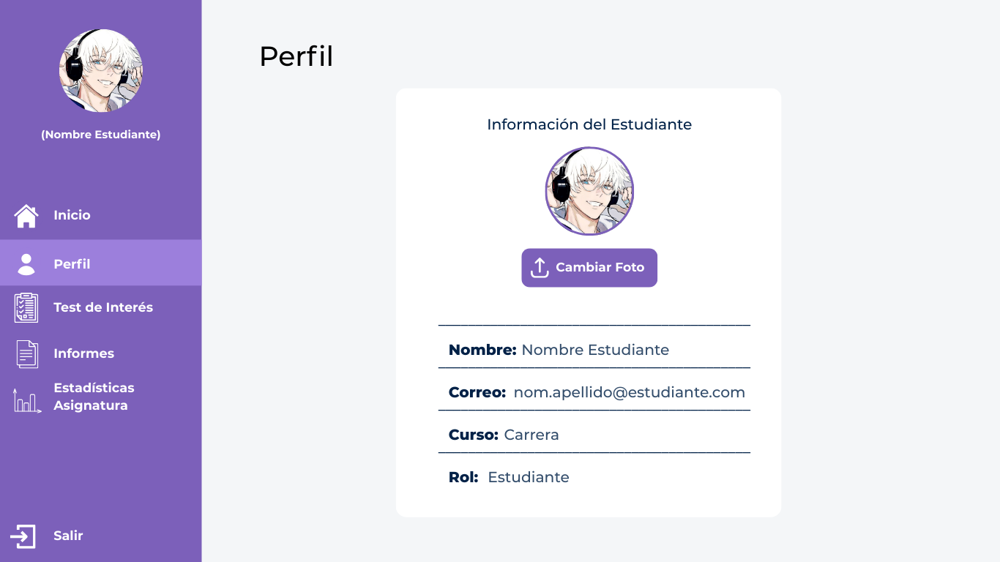 (Nombre Estudiante)
Inicio
Perfil
Test de Interés
Informes
Estadísticas
Asignatura
Salir
Perfil
Información del Estudiante
Cambiar Foto
Nombre: Nombre Estudiante
Correo: nom.apellido@estudiante.com
Curso: Carrera
Rol: Estudiante